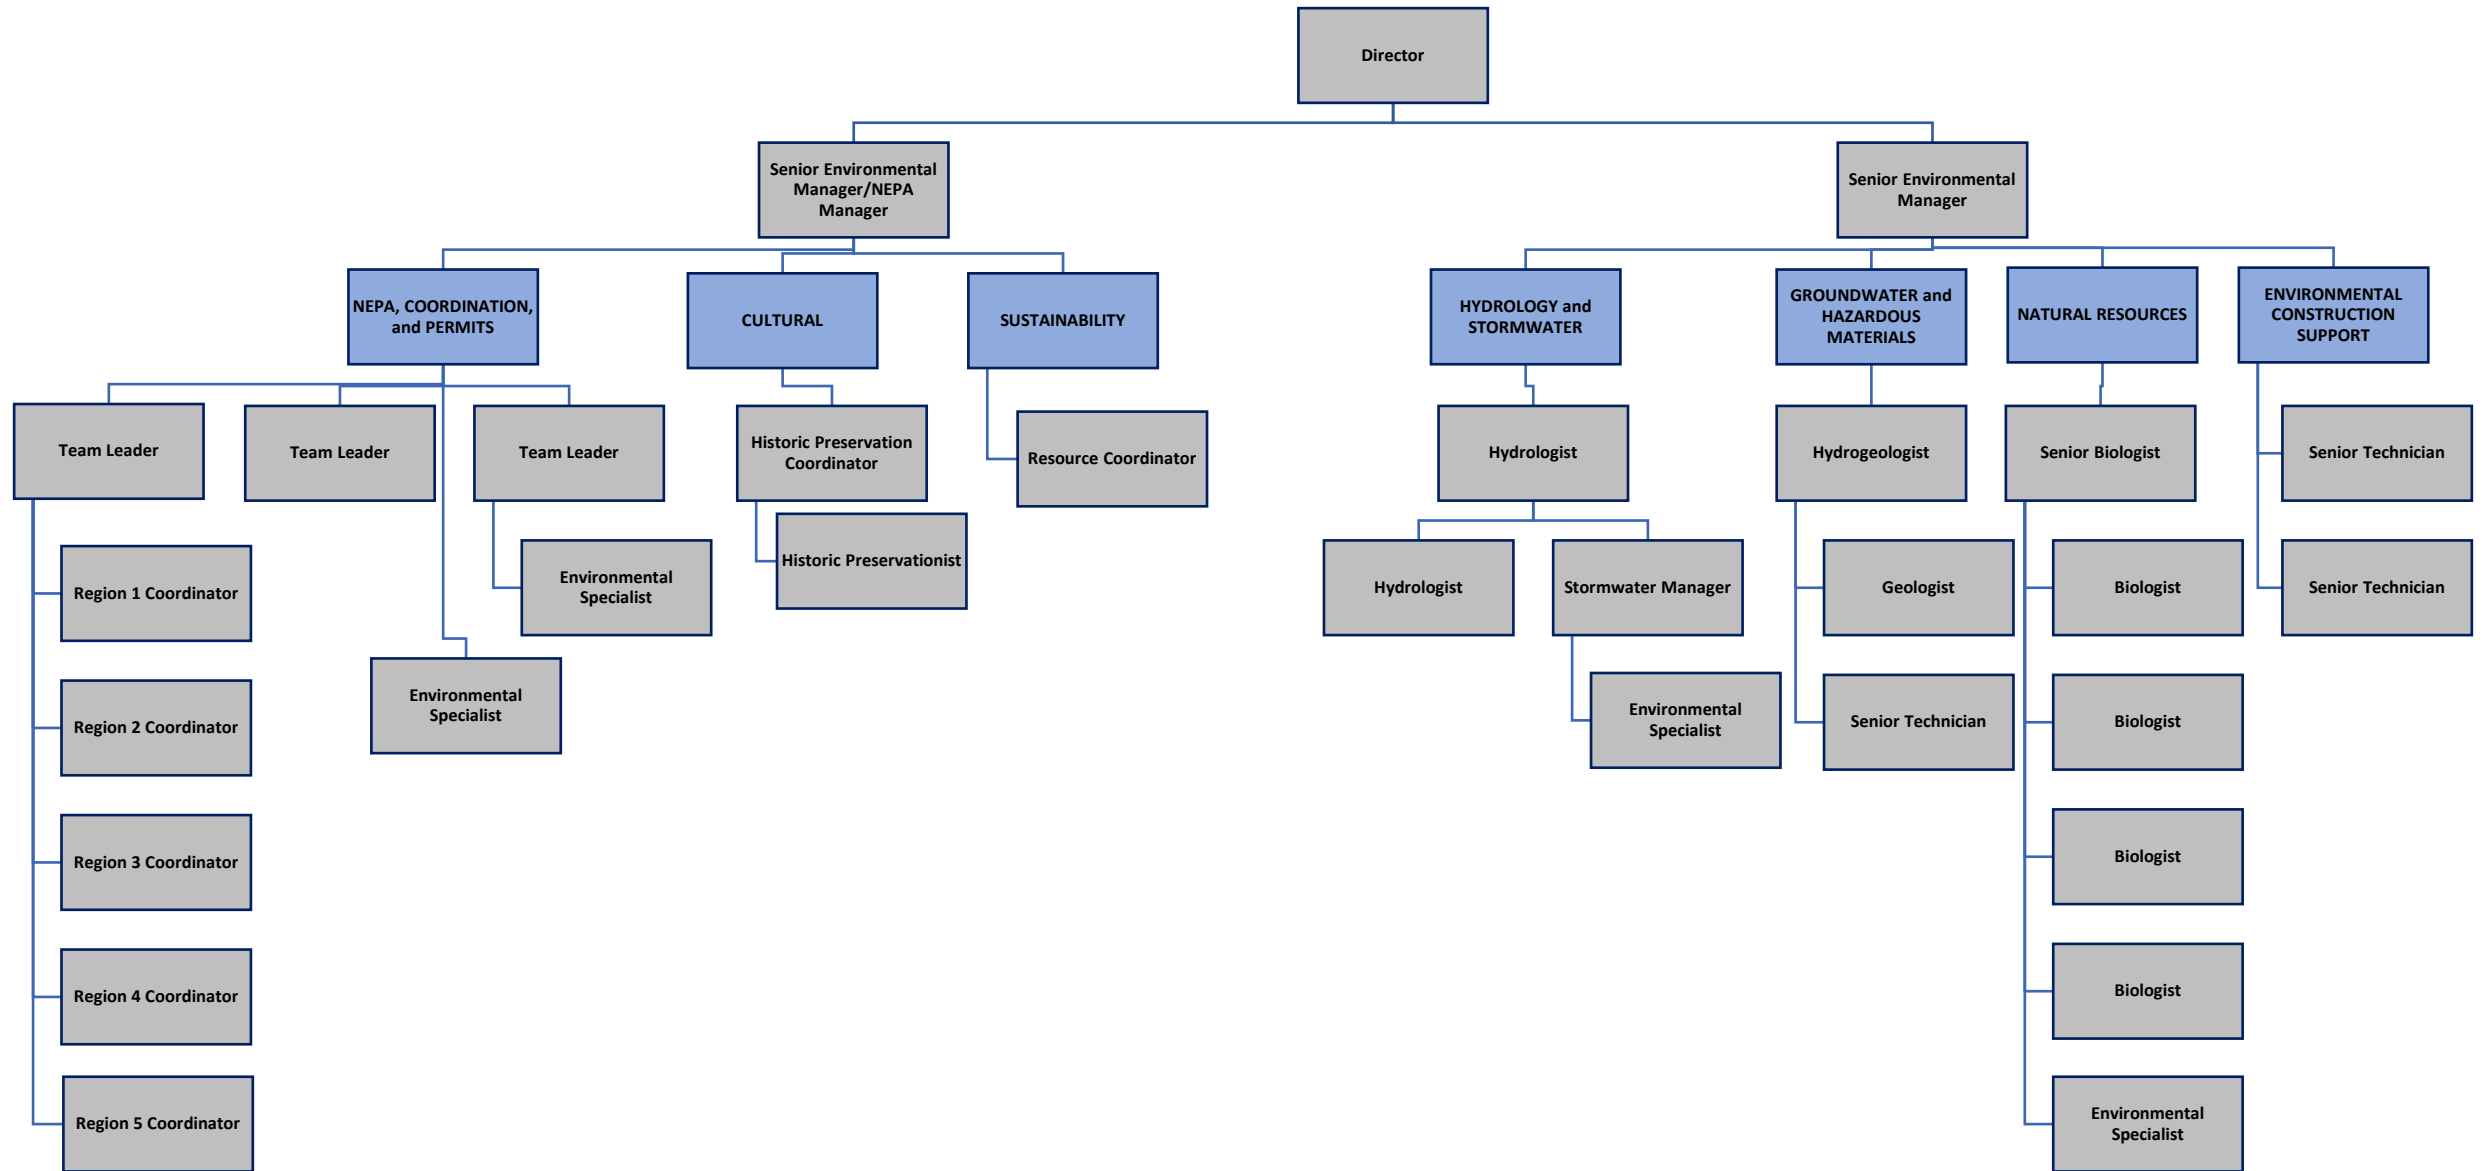 Director
Senior Environmental
Manager/NEPA
Manager
Senior Environmental
Manager
NEPA, COORDINATION,
and PERMITS
CULTURAL
SUSTAINABILITY
HYDROLOGY and
STORMWATER
GROUNDWATER and
HAZARDOUS
MATERIALS
NATURAL RESOURCES
ENVIRONMENTAL
CONSTRUCTION
SUPPORT
Team Leader
Team Leader
Team Leader
Historic Preservation
Coordinator
Resource Coordinator
Hydrologist
Hydrogeologist
Senior Biologist
Senior Technician
Region 1 Coordinator
Environmental
Specialist
Historic Preservationist
Hydrologist
Stormwater Manager
Geologist
Biologist
Senior Technician
Region 2 Coordinator
Environmental
Specialist
Environmental
Specialist
Senior Technician
Biologist
Region 3 Coordinator
Biologist
Region 4 Coordinator
Biologist
Region 5 Coordinator
Environmental
Specialist